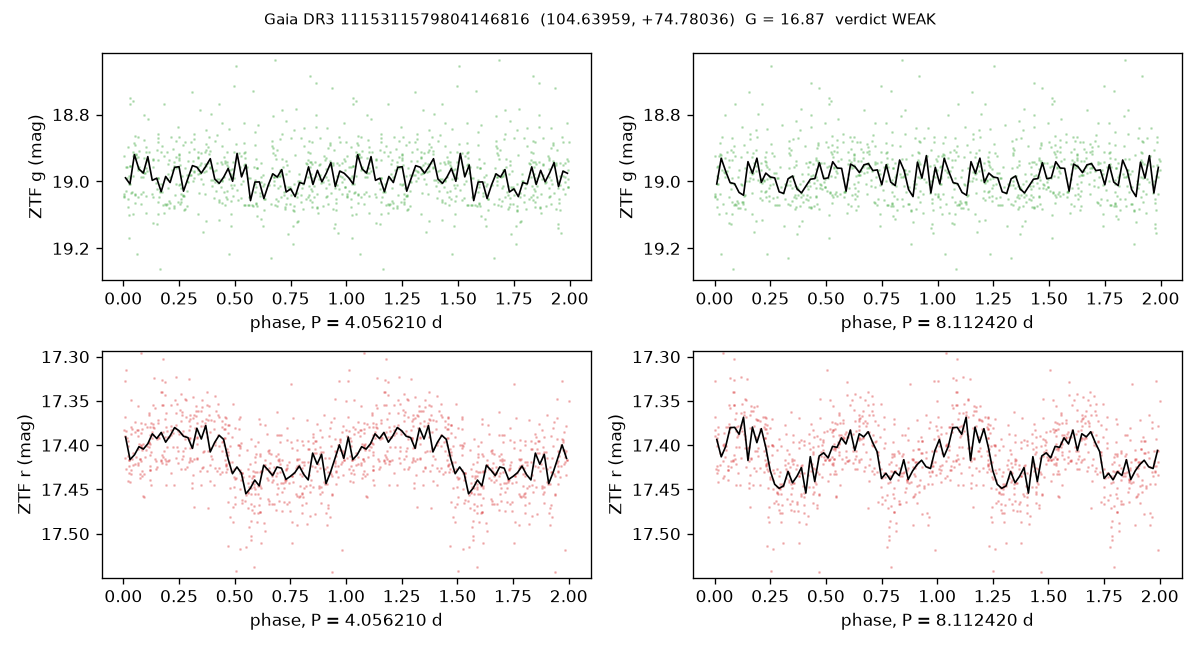 Gaia DR3 1115311579804146816 (104.63959, +74.78036) G = 16.87 verdict WEAK
ZTF g (mag)
18.8
19.0
19.2
0.00 0.25 0.50 0.75 1.00 1.25 1.50 1.75 2.00
phase, P = 4.056210 d
ZTF g (mag)
18.8
19.0
19.2
0.00 0.25 0.50 0.75 1.00 1.25 1.50 1.75 2.00
phase, P = 8.112420 d
ZTF r (mag)
17.30
17.35
17.40
17.45
17.50
0.00 0.25 0.50 0.75 1.00 1.25 1.50 1.75 2.00
phase, P = 4.056210 d
ZTF r (mag)
17.30
17.35
17.40
17.45
17.50
0.00 0.25 0.50 0.75 1.00 1.25 1.50 1.75 2.00
phase, P = 8.112420 d